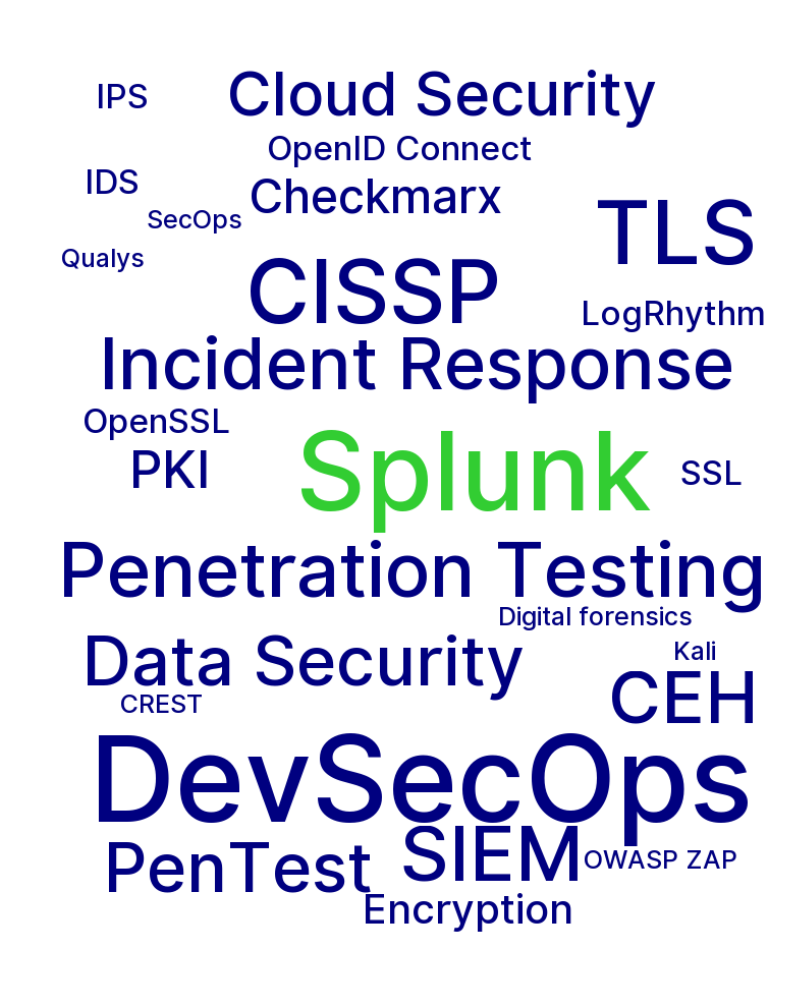 Cloud Security
IPS
OpenID Connect
IDS
Checkmarx
SecOps
TLS
Qualys
CISSP
LogRhythm
Incident Response
OpenSSL
PKI
Splunk
SSL
Penetration Testing
Digital forensics
Data Security
Kali
CREST
CEH
DevSecOps
PenTest
SIEM
OWASP ZAP
Encryption